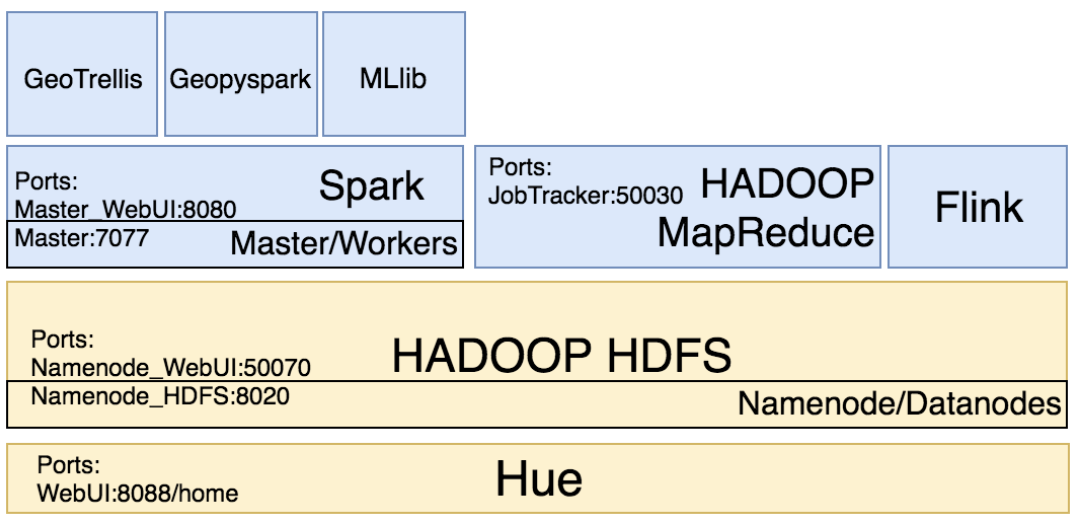 GeoTrellis
Geopyspark
MLlib
Ports:
Master_WebUI:8080
Spark
Master:7077
Master/Workers
Ports:
JobTracker:50030
HADOOP
MapReduce
Flink
Ports:
Namenode_WebUI:50070
HADOOP HDFS
Namenode_HDFS:8020
Namenode/Datanodes
Ports:
WebUI:8088/home
Hue